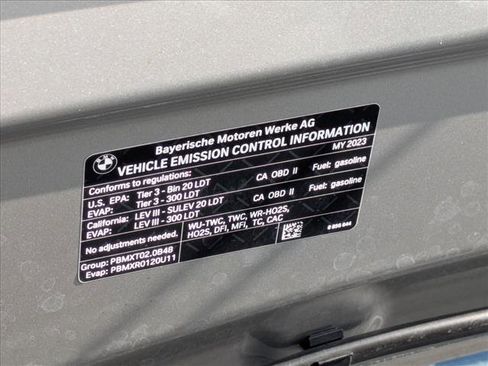 BMW
Bayerische Motoren Werke AG
VEHICLE EMISSION CONTROL INFORMATION
Conforms to regulations: MY 2023
U.S. EPA: Tier 3 - Bin 20 LDT CA OBD II Fuel: gasoline
EVAP: Tier 3 - 300 LDT
California: LEV III - SULEV 20 LDT CA OBD II Fuel: gasoline
EVAP: LEV III - 300 LDT
No adjustments needed. WU-TWC, TWC, WR-HO2S,
HO2S, DFI, MFI, TC, CAC
Group: PBMXT02.0B48
Evap: PBMXR0120U11